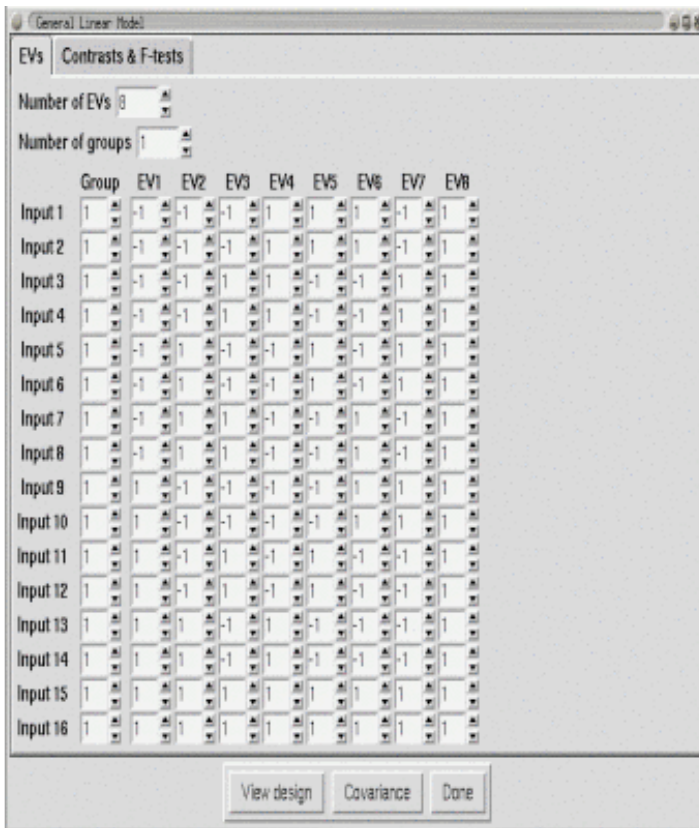 General Linear Model
EVs Contrasts & F-tests
Number of EVs 8
Number of groups 1
Group EV1 EV2 EV3 EV4 EV5 EV6 EV7 EV8
Input 1 1 -1 -1 -1 1 1 1 -1 1
Input 2 1 -1 -1 -1 1 1 1 -1 1
Input 3 1 -1 -1 1 1 -1 -1 1 1
Input 4 1 -1 -1 1 1 -1 -1 1 1
Input 5 1 -1 1 -1 -1 1 -1 1 1
Input 6 1 -1 1 -1 -1 1 -1 1 1
Input 7 1 -1 1 1 -1 -1 1 -1 1
Input 8 1 -1 1 1 -1 -1 1 -1 1
Input 9 1 1 -1 -1 -1 -1 1 1 1
Input 10 1 1 -1 -1 -1 -1 1 1 1
Input 11 1 1 -1 1 -1 1 -1 -1 1
Input 12 1 1 -1 1 -1 1 -1 -1 1
Input 13 1 1 1 -1 1 -1 -1 -1 1
Input 14 1 1 1 -1 1 -1 -1 -1 1
Input 15 1 1 1 1 1 1 1 1 1
Input 16 1 1 1 1 1 1 1 1 1
View design Covariance Done